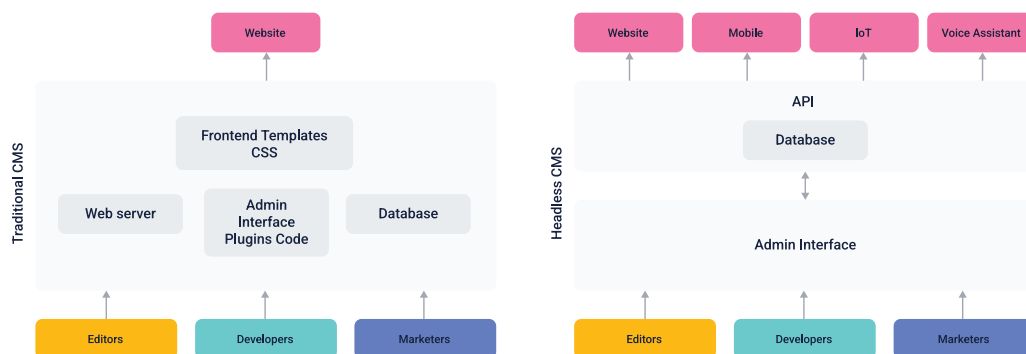 Website
Traditional CMS
Frontend Templates
CSS
Web server
Admin
Interface
Plugins Code
Database
Editors
Developers
Marketers
Website
Mobile
IoT
Voice Assistant
Headless CMS
API
Database
Admin Interface
Editors
Developers
Marketers